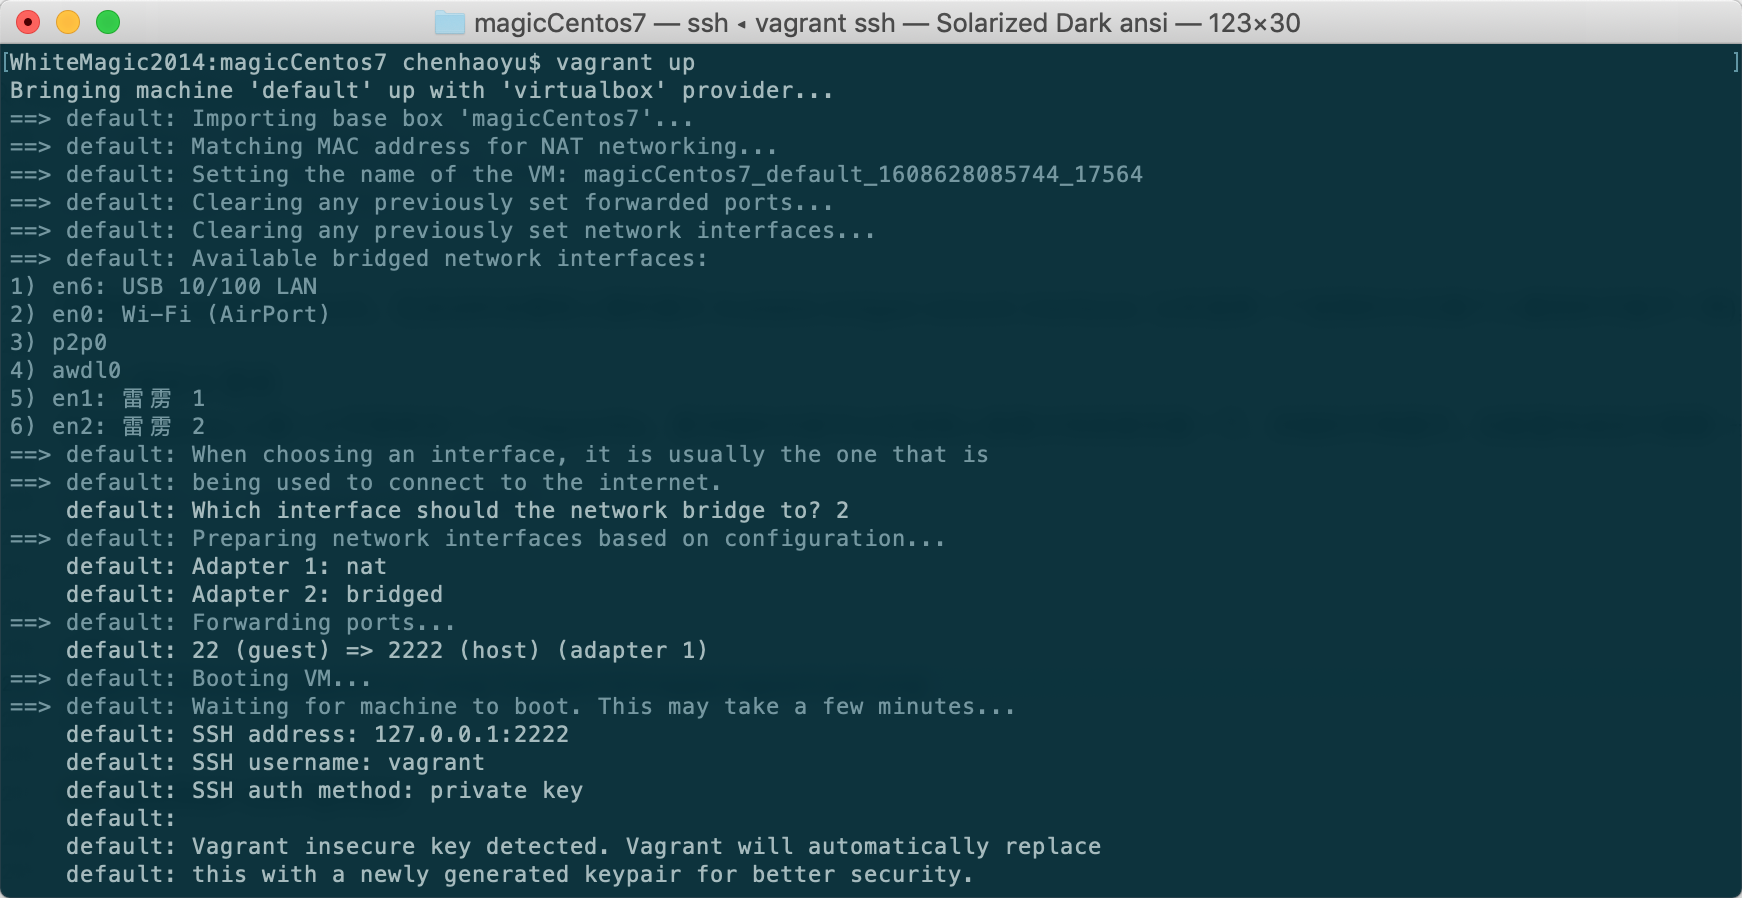 magicCentos7 — ssh ◂ vagrant ssh — Solarized Dark ansi — 123×30
[WhiteMagic2014:magicCentos7 chenhaoyu$ vagrant up ]
Bringing machine 'default' up with 'virtualbox' provider...
==> default: Importing base box 'magicCentos7'...
==> default: Matching MAC address for NAT networking...
==> default: Setting the name of the VM: magicCentos7_default_1608628085744_17564
==> default: Clearing any previously set forwarded ports...
==> default: Clearing any previously set network interfaces...
==> default: Available bridged network interfaces:
1) en6: USB 10/100 LAN
2) en0: Wi-Fi (AirPort)
3) p2p0
4) awdl0
5) en1: 雷雳 1
6) en2: 雷雳 2
==> default: When choosing an interface, it is usually the one that is
==> default: being used to connect to the internet.
    default: Which interface should the network bridge to? 2
==> default: Preparing network interfaces based on configuration...
    default: Adapter 1: nat
    default: Adapter 2: bridged
==> default: Forwarding ports...
    default: 22 (guest) => 2222 (host) (adapter 1)
==> default: Booting VM...
==> default: Waiting for machine to boot. This may take a few minutes...
    default: SSH address: 127.0.0.1:2222
    default: SSH username: vagrant
    default: SSH auth method: private key
    default:
    default: Vagrant insecure key detected. Vagrant will automatically replace
    default: this with a newly generated keypair for better security.